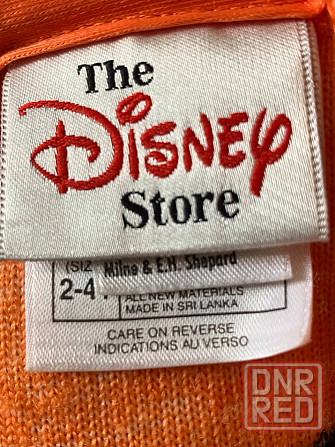 The
Disney
Store
(SIZ
Milne & E.H. Shepard
2-4
ALL NEW MATERIALS
MADE IN SRI LANKA
CARE ON REVERSE
INDICATIONS AU VERSO
DNR
RED